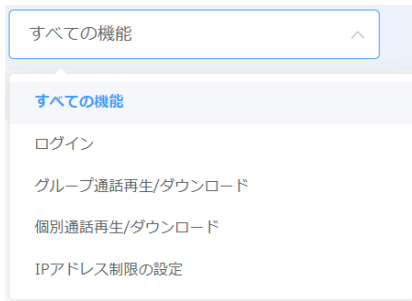 すべての機能
すべての機能
ログイン
グループ通話再生/ダウンロード
個別通話再生/ダウンロード
IPアドレス制限の設定